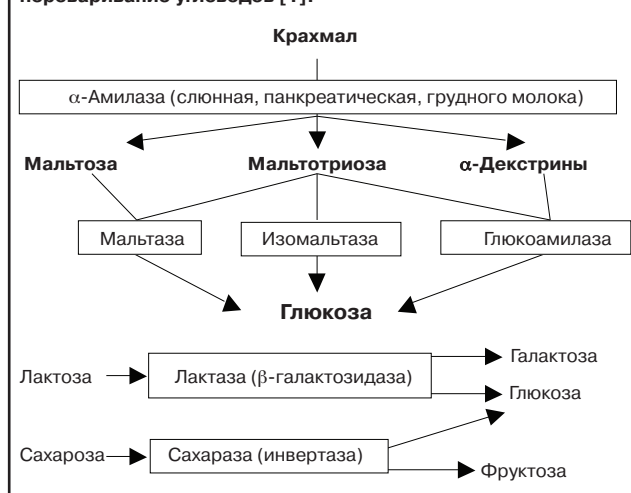 переваривание углеводов [1].
Крахмал
α-Амилаза (слюнная, панкреатическая, грудного молока)
Мальтоза Мальтотриоза α-Декстрины
Мальтаза Изомальтаза Глюкоамилаза
Глюкоза
Лактоза Лактаза (β-галактозидаза) Галактоза
Глюкоза
Сахароза Сахараза (инвертаза) Фруктоза